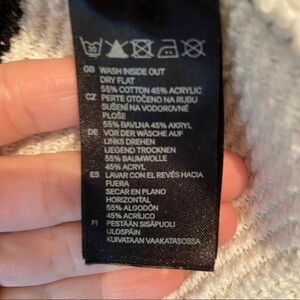 30
GB WASH INSIDE OUT
DRY FLAT
55% COTTON 45% ACRYLIC
CZ PERTE OTOČENO NA RUBU
SUŠENÍ NA VODOROVNÉ
PLOŠE
55% BAVLNA 45% AKRYL
DE VOR DER WÄSCHE AUF
LINKS DREHEN
LIEGEND TROCKNEN
55% BAUMWOLLE
45% ACRYL
ES LAVAR CON EL REVÉS HACIA
FUERA
SECAR EN PLANO
HORIZONTAL
55% ALGODÓN
45% ACRÍLICO
FI PESTÄÄN SISÄPUOLI
ULOSPÄIN
KUIVATAAN VAAKATASOSSA